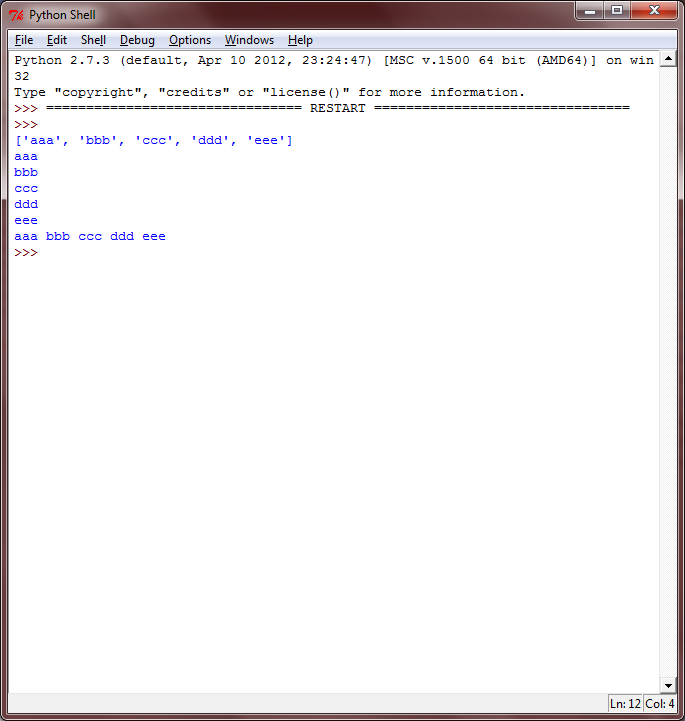 Python Shell
File Edit Shell Debug Options Windows Help
Python 2.7.3 (default, Apr 10 2012, 23:24:47) [MSC v.1500 64 bit (AMD64)] on win
32
Type "copyright", "credits" or "license()" for more information.
>>> ================================ RESTART ================================
>>>
['aaa', 'bbb', 'ccc', 'ddd', 'eee']
aaa
bbb
ccc
ddd
eee
aaa bbb ccc ddd eee
>>>
Ln: 12 Col: 4